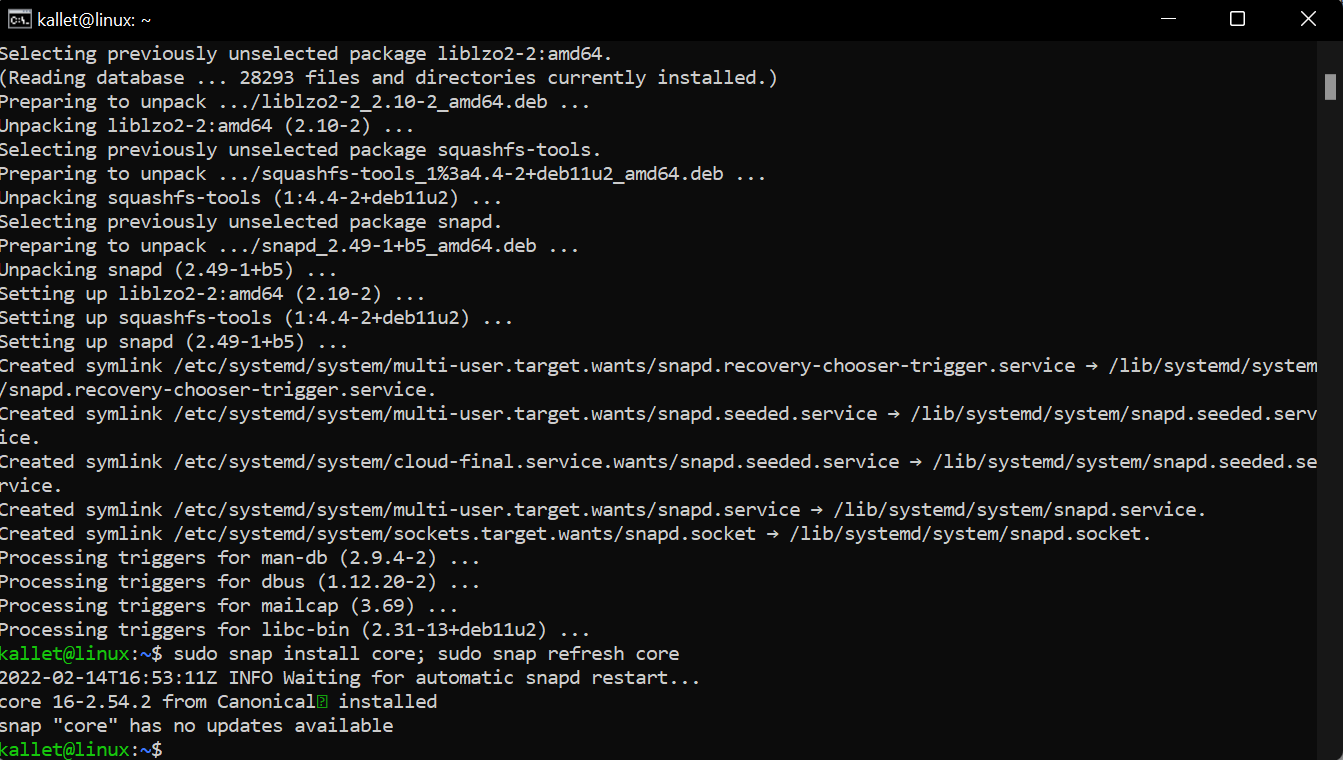 kallet@linux: ~
Selecting previously unselected package liblzo2-2:amd64.
(Reading database ... 28293 files and directories currently installed.)
Preparing to unpack .../liblzo2-2_2.10-2_amd64.deb ...
Unpacking liblzo2-2:amd64 (2.10-2) ...
Selecting previously unselected package squashfs-tools.
Preparing to unpack .../squashfs-tools_1%3a4.4-2+deb11u2_amd64.deb ...
Unpacking squashfs-tools (1:4.4-2+deb11u2) ...
Selecting previously unselected package snapd.
Preparing to unpack .../snapd_2.49-1+b5_amd64.deb ...
Unpacking snapd (2.49-1+b5) ...
Setting up liblzo2-2:amd64 (2.10-2) ...
Setting up squashfs-tools (1:4.4-2+deb11u2) ...
Setting up snapd (2.49-1+b5) ...
Created symlink /etc/systemd/system/multi-user.target.wants/snapd.recovery-chooser-trigger.service → /lib/systemd/system
/snapd.recovery-chooser-trigger.service.
Created symlink /etc/systemd/system/multi-user.target.wants/snapd.seeded.service → /lib/systemd/system/snapd.seeded.serv
ice.
Created symlink /etc/systemd/system/cloud-final.service.wants/snapd.seeded.service → /lib/systemd/system/snapd.seeded.se
rvice.
Created symlink /etc/systemd/system/multi-user.target.wants/snapd.service → /lib/systemd/system/snapd.service.
Created symlink /etc/systemd/system/sockets.target.wants/snapd.socket → /lib/systemd/system/snapd.socket.
Processing triggers for man-db (2.9.4-2) ...
Processing triggers for dbus (1.12.20-2) ...
Processing triggers for mailcap (3.69) ...
Processing triggers for libc-bin (2.31-13+deb11u2) ...
kallet@linux:~$ sudo snap install core; sudo snap refresh core
2022-02-14T16:53:11Z INFO Waiting for automatic snapd restart...
core 16-2.54.2 from Canonical installed
snap "core" has no updates available
kallet@linux:~$